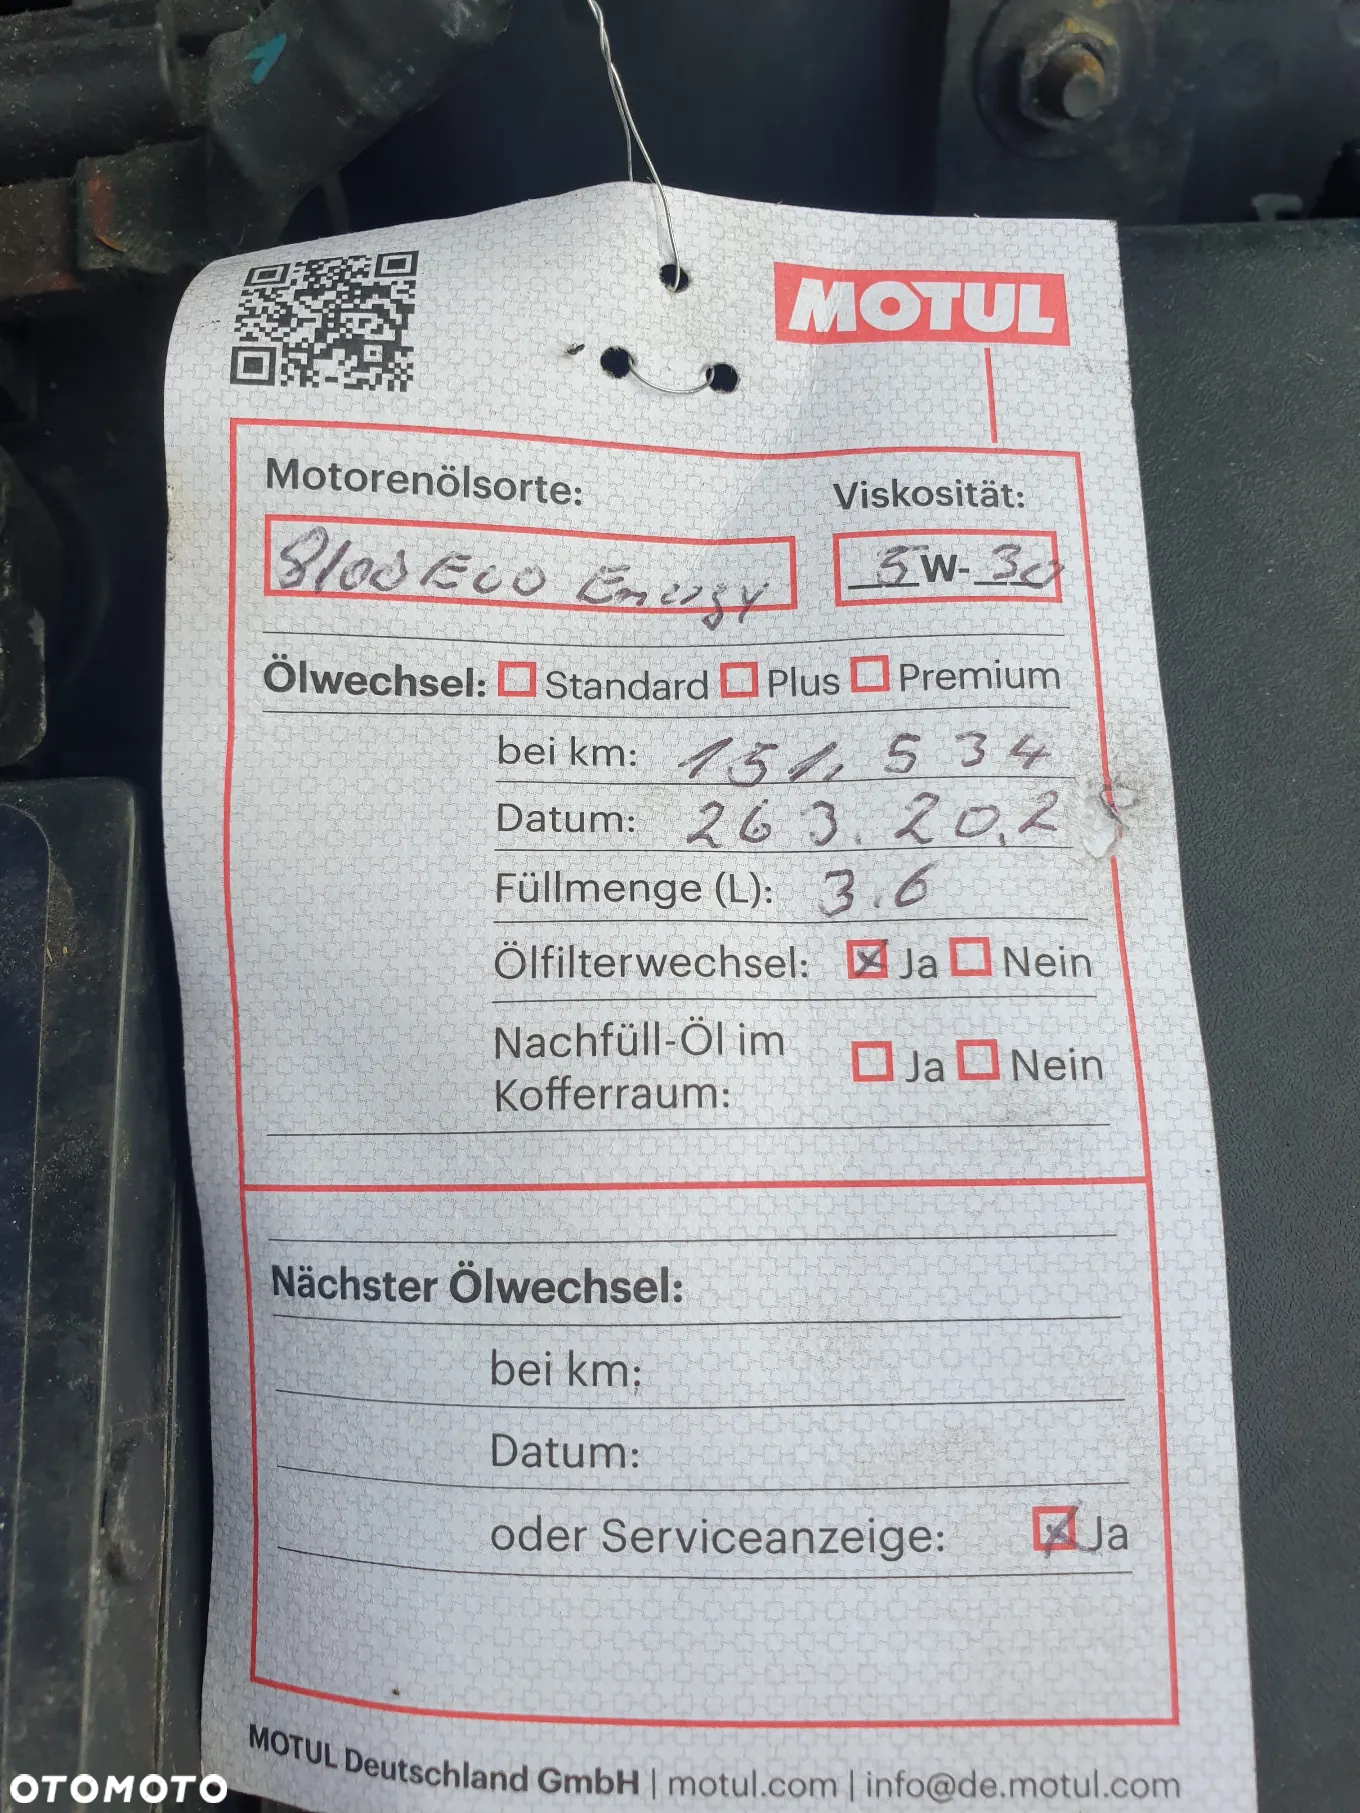 MOTUL
Motorenölsorte: Viskosität:
8100 Eco Energy 5W-30
Ölwechsel: Standard Plus Premium
bei km: 151.534
Datum: 26 3.20.2
Füllmenge (L): 3.6
Ölfilterwechsel: x Ja Nein
Nachfüll-Öl im Ja Nein
Kofferraum:
Nächster Ölwechsel:
bei km:
Datum:
oder Serviceanzeige: x Ja
MOTUL Deutschland GmbH | motul.com | info@de.motul.com
OTOMOTO